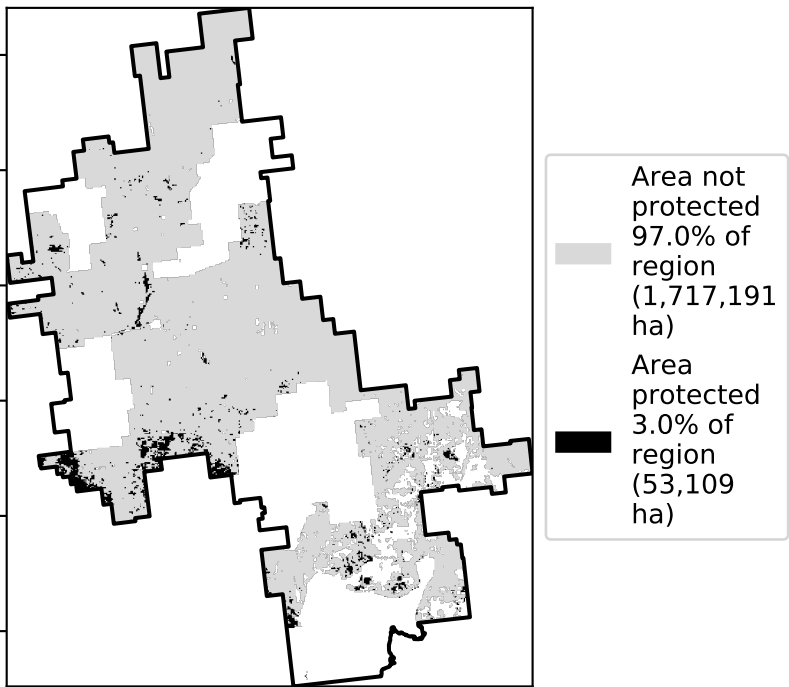 Area not
protected
97.0% of
region
(1,717,191
ha)
Area
protected
3.0% of
region
(53,109
ha)